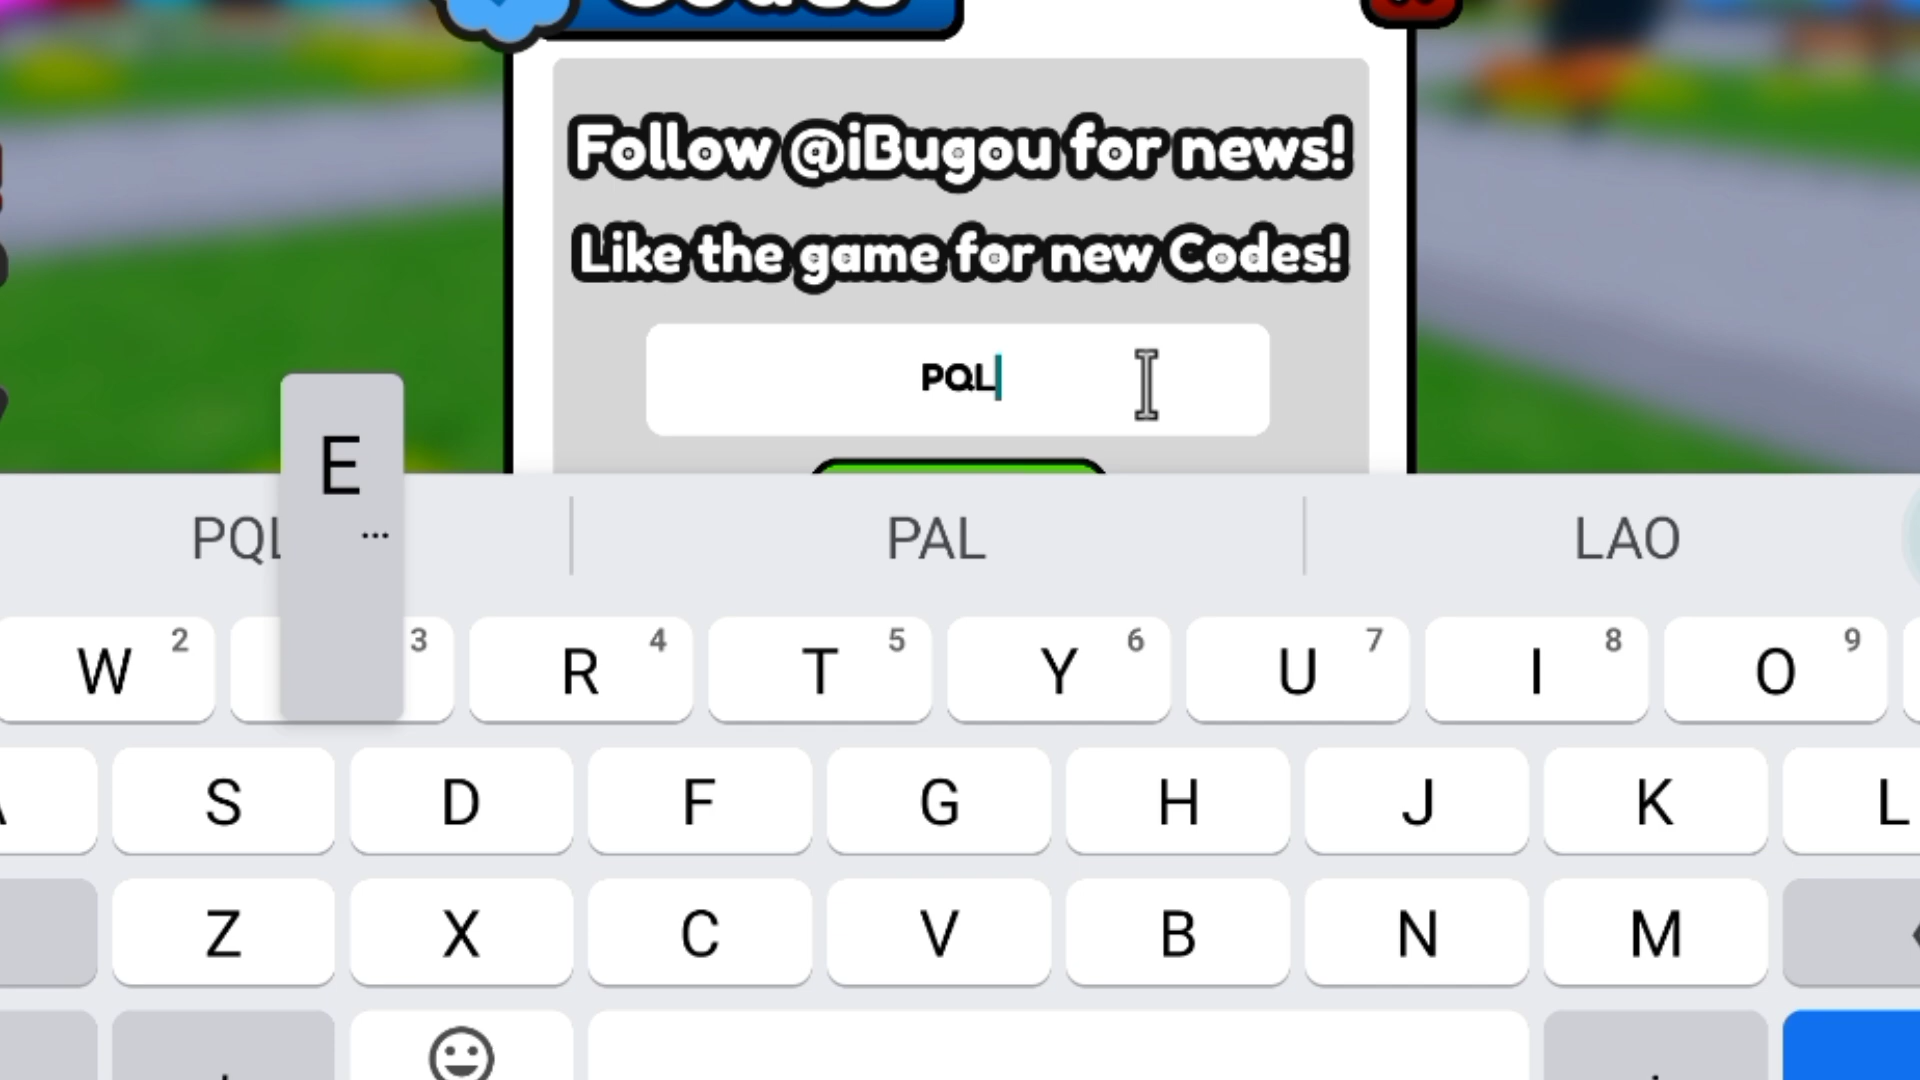 Codes
Follow @iBugou for news!
Like the game for new Codes!
PQL
E
...
PQL PAL LAO
W 2 3 R 4 T 5 Y 6 U 7 I 8 O 9
S D F G H J K L
Z X C V B N M